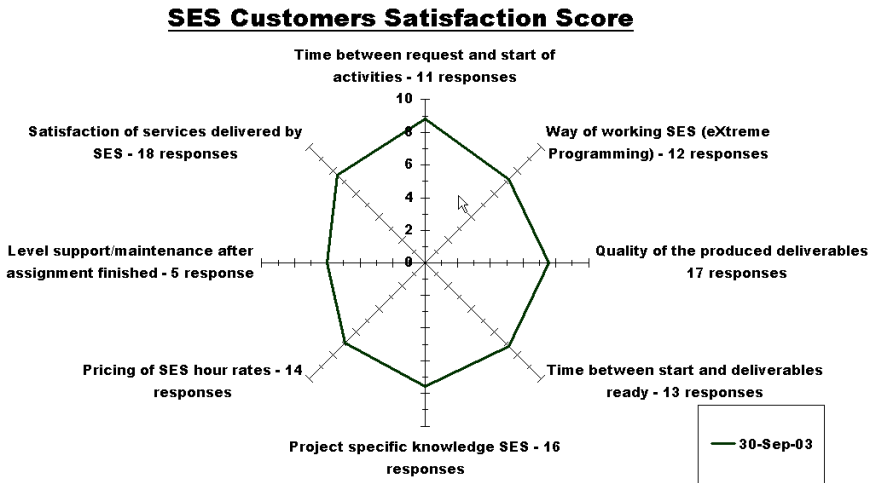 SES Customers Satisfaction Score
Time between request and start of
activities - 11 responses
10
8
6
4
2
0
Satisfaction of services delivered by
SES - 18 responses
Way of working SES (eXtreme
Programming) - 12 responses
Level support/maintenance after
assignment finished - 5 response
Quality of the produced deliverables
17 responses
Pricing of SES hour rates - 14
responses
Time between start and deliverables
ready - 13 responses
Project specific knowledge SES - 16
responses
30-Sep-03